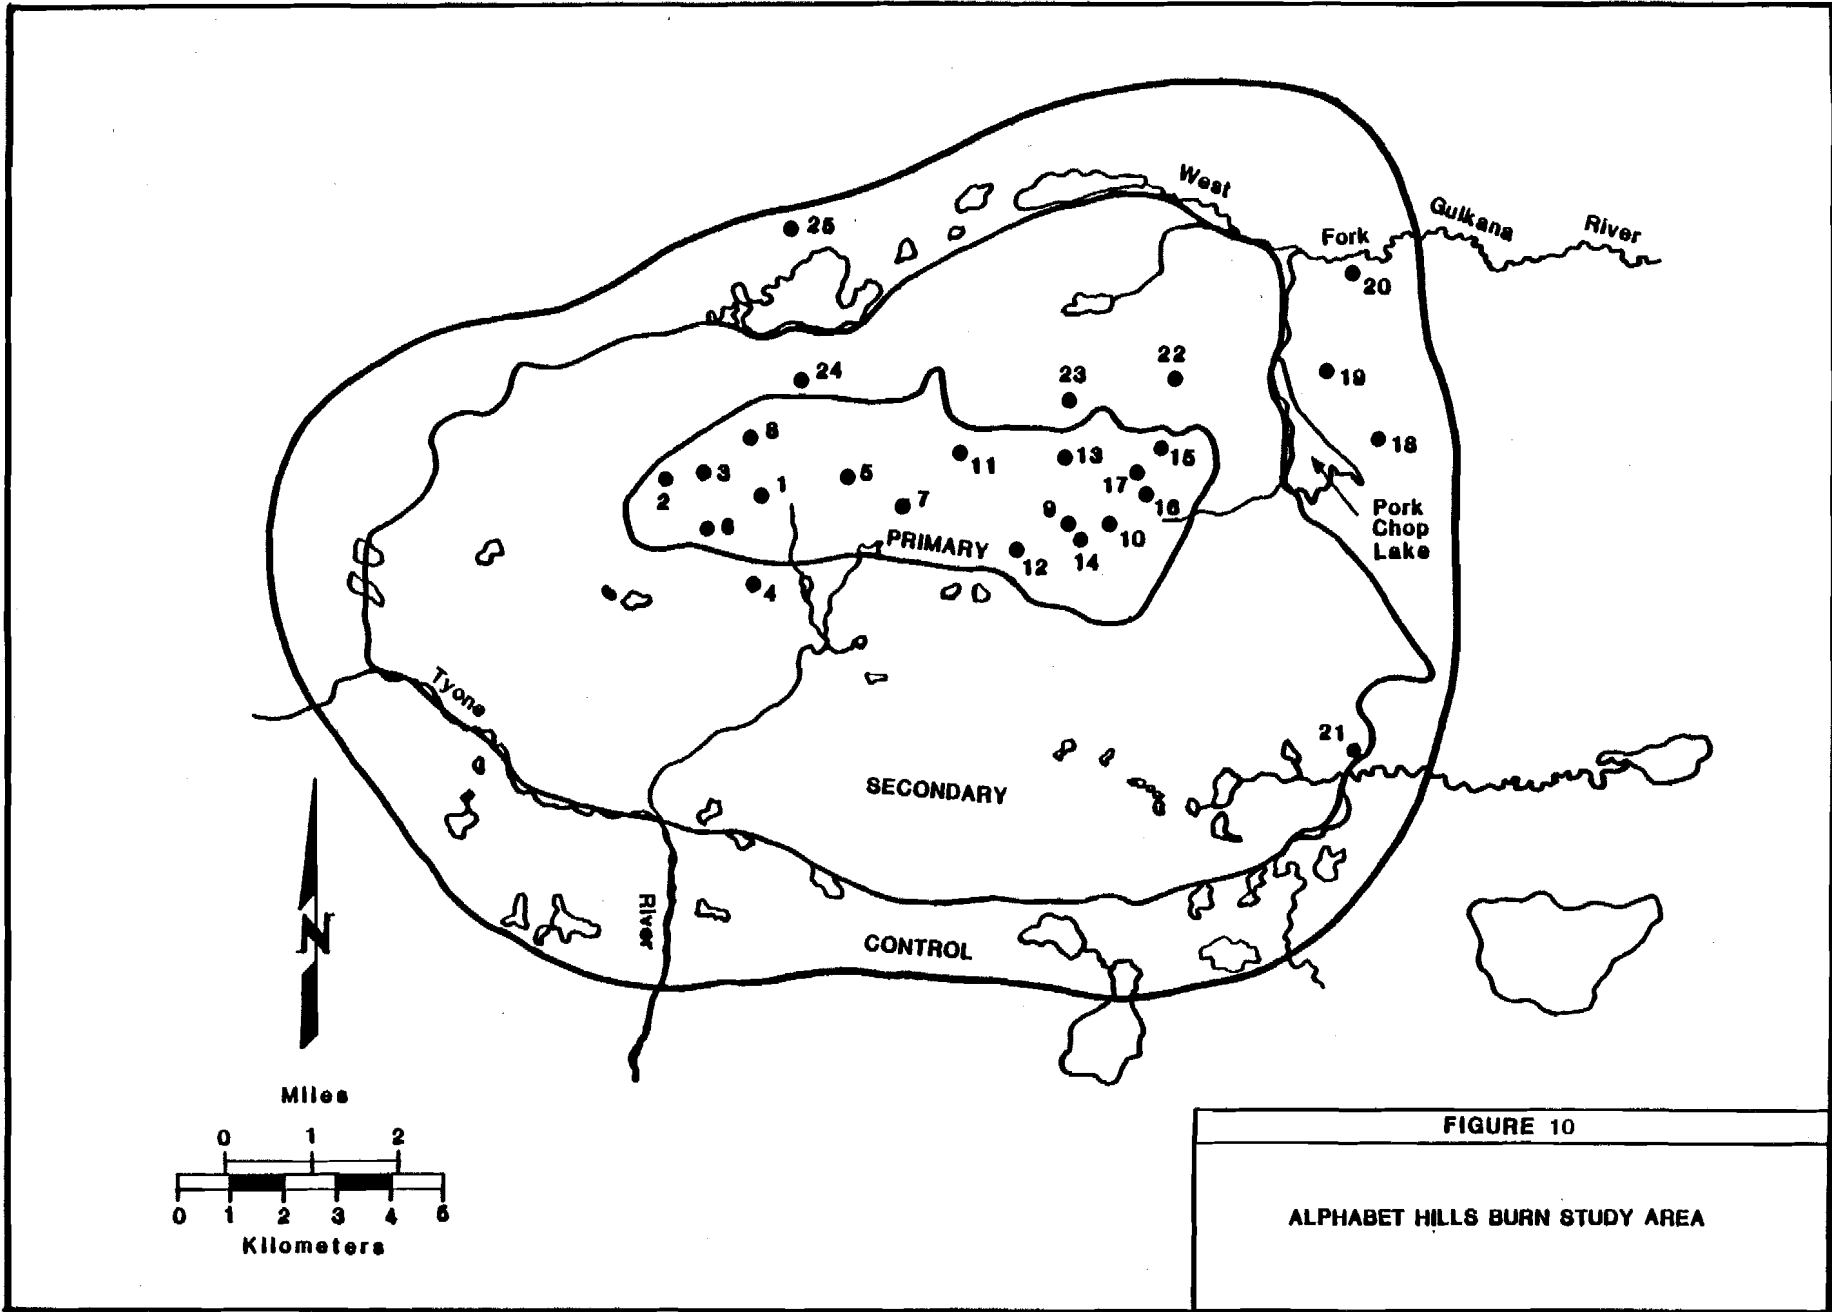 West
Gulkana
River
Fork
25
20
24
22
23
19
18
8
3
2
1
5
11
13
15
17
16
7
6
9
10
14
12
4
PRIMARY
Pork
Chop
Lake
Tyone
21
SECONDARY
River
CONTROL
N
Miles
0 1 2
0 1 2 3 4 5
Kilometers
FIGURE 10
ALPHABET HILLS BURN STUDY AREA